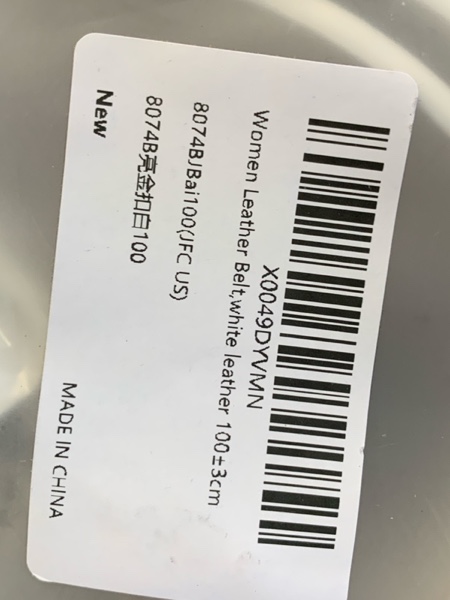 X0049DYVMN
Women Leather Belt,white leather 100±3cm
8074BJBai100(JFC US)
8074B亮金扣白100
New
MADE IN CHINA